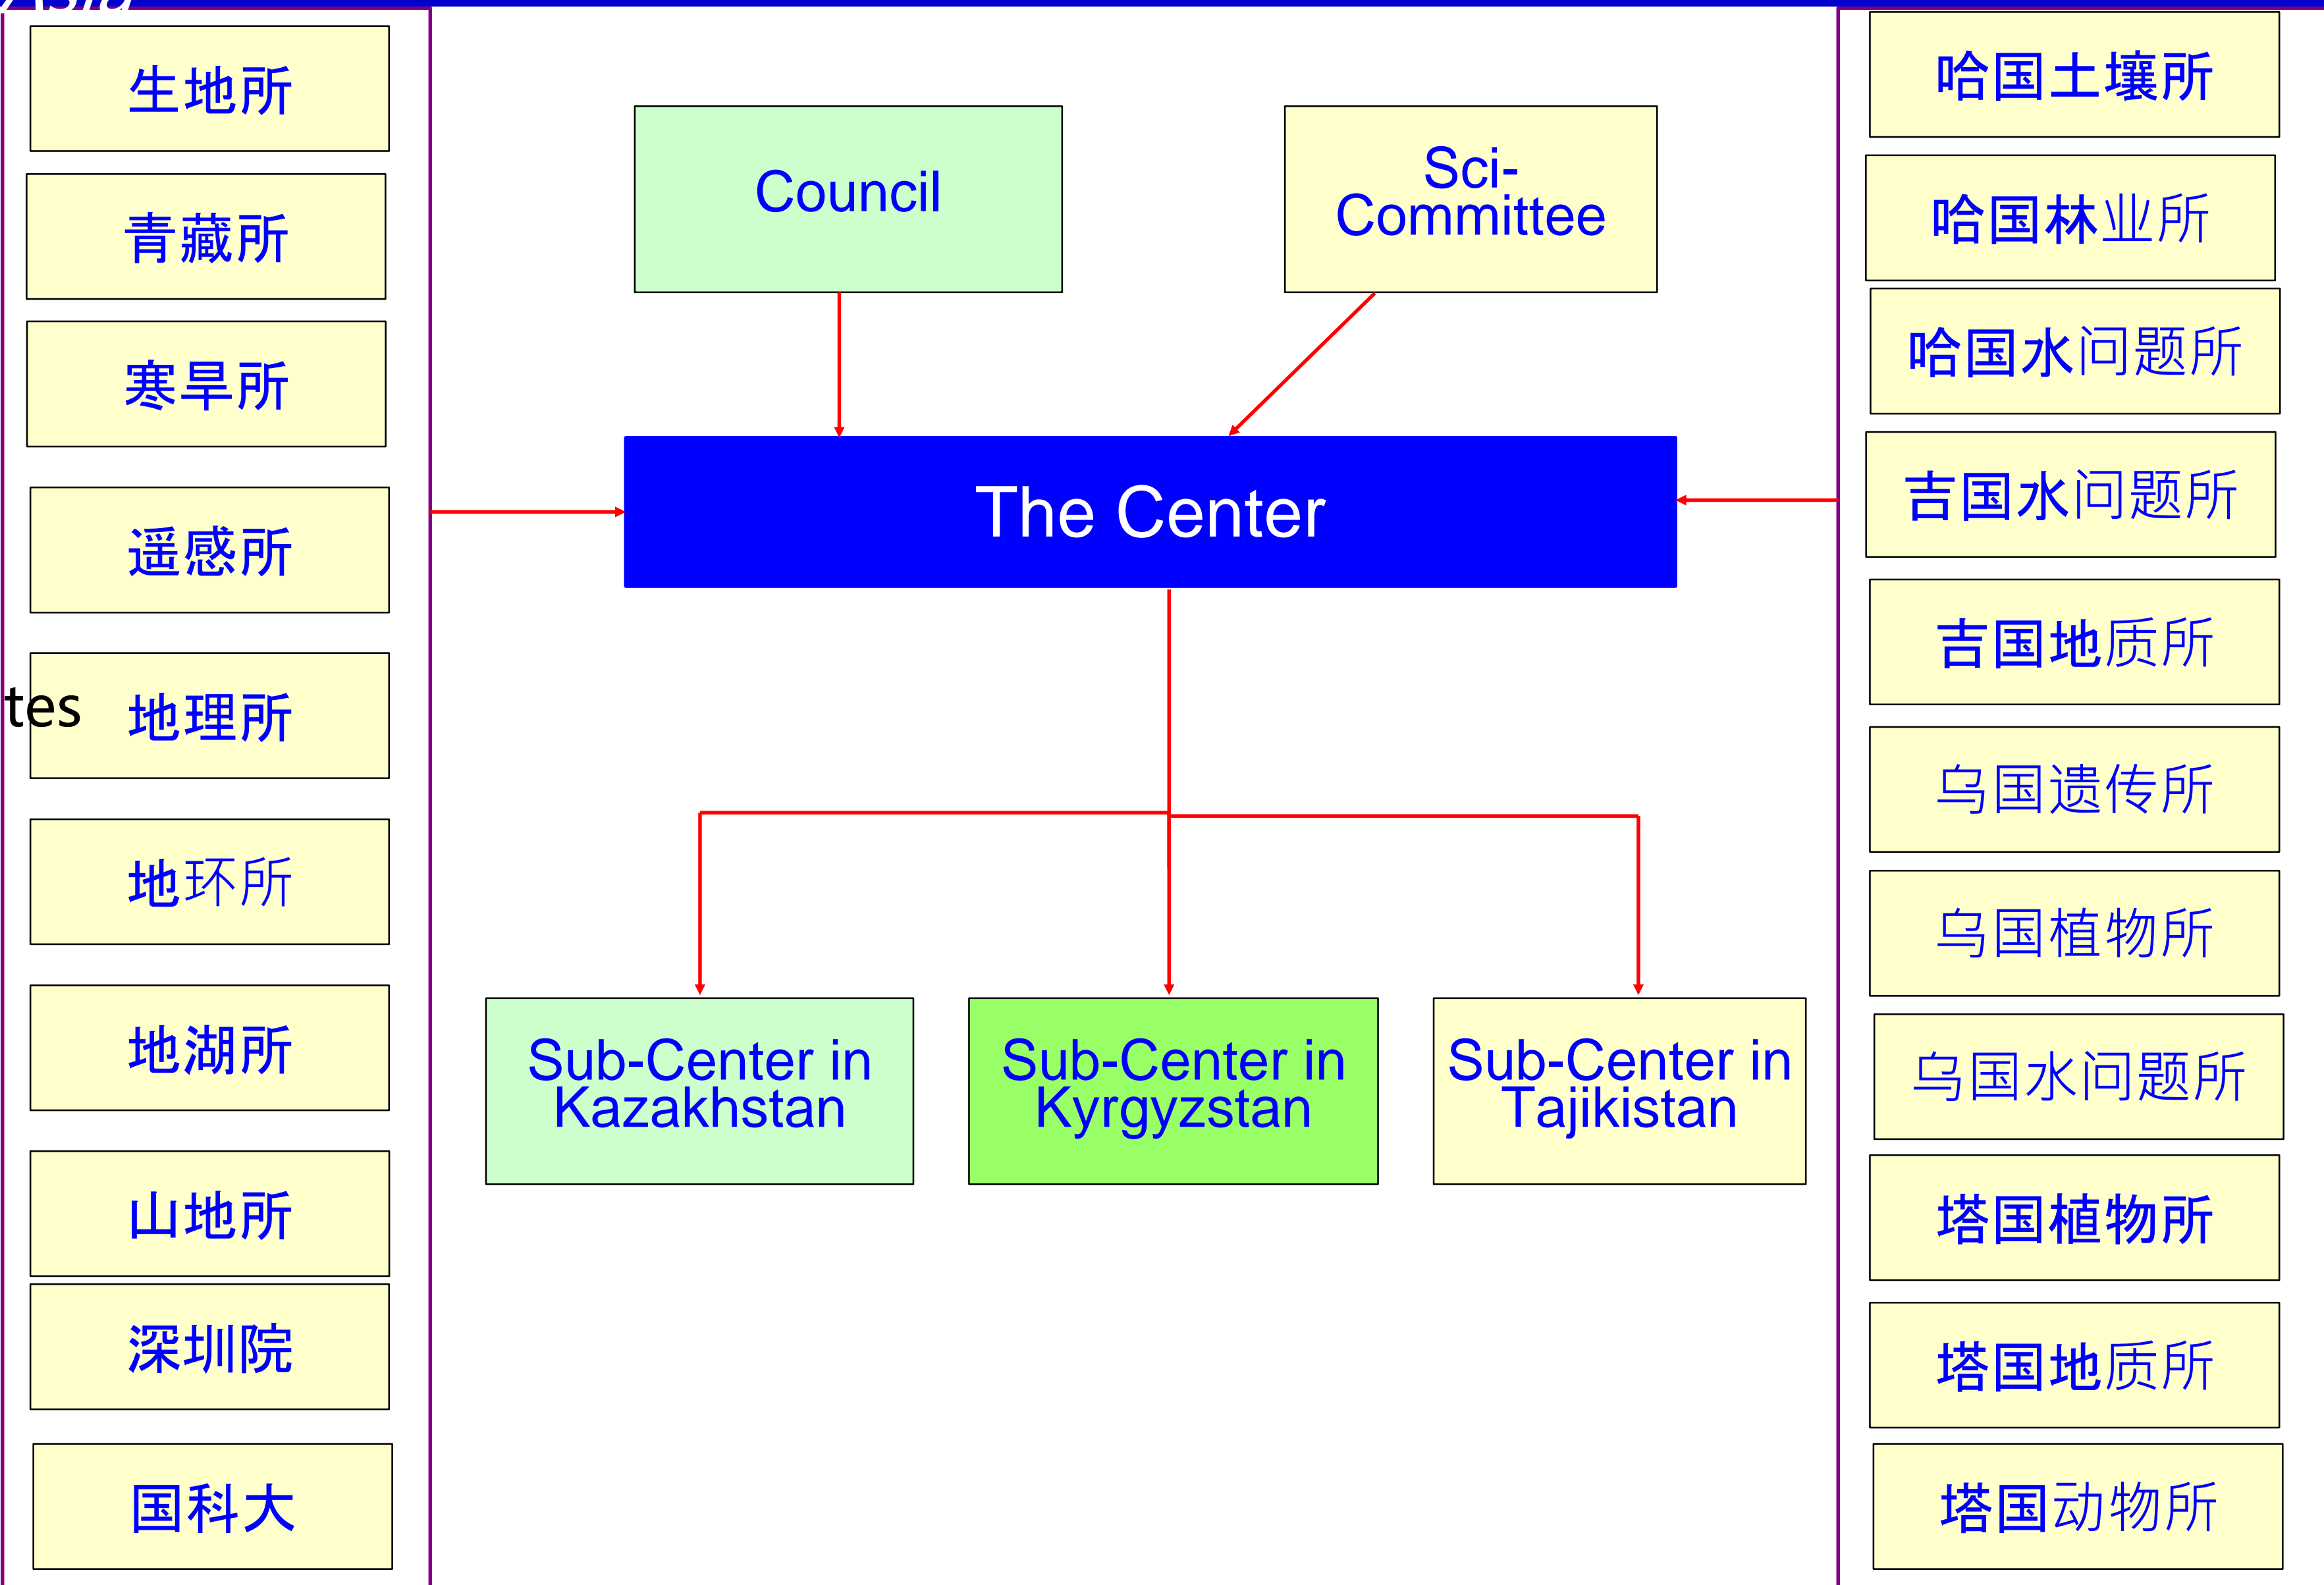 生地所
青藏所
寒旱所
遥感所
tes
地理所
地环所
地湖所
山地所
深圳院
国科大
Council
Sci-
Committee
The Center
Sub-Center in
Kazakhstan
Sub-Center in
Kyrgyzstan
Sub-Center in
Tajikistan
哈国土壤所
哈国林业所
哈国水问题所
吉国水问题所
吉国地质所
乌国遗传所
乌国植物所
乌国水问题所
塔国植物所
塔国地质所
塔国动物所